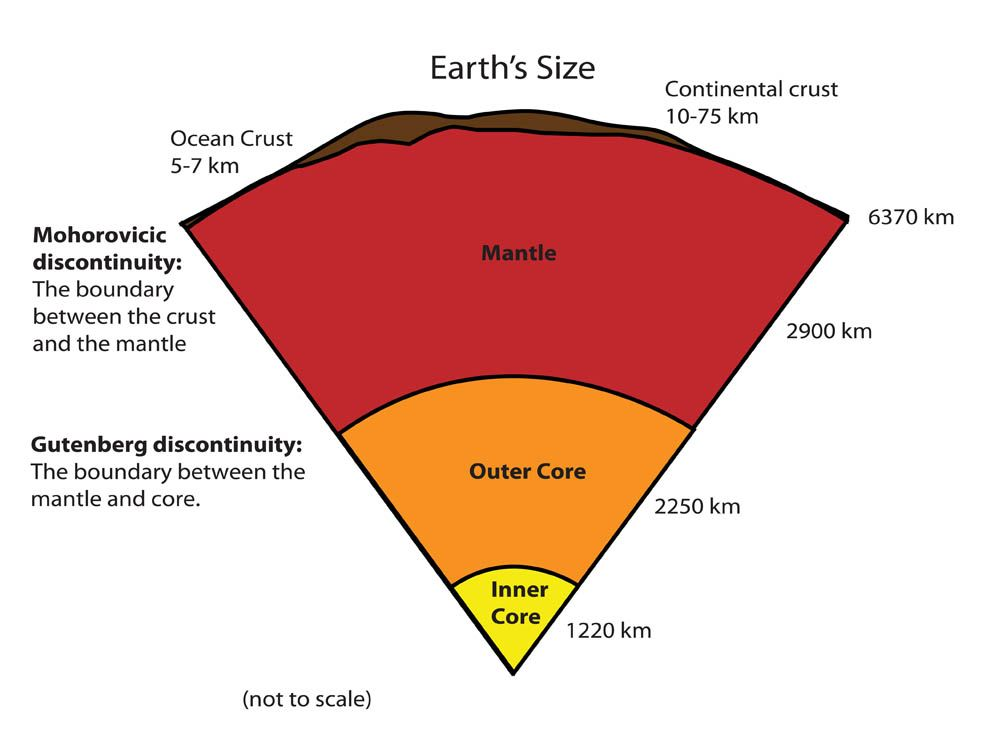 Earth's Size
Continental crust
10-75 km
Ocean Crust
5-7 km
6370 km
Mohorovicic
discontinuity:
The boundary
between the crust
and the mantle
Mantle
2900 km
Gutenberg discontinuity:
The boundary between the
mantle and core.
Outer Core
2250 km
Inner
Core
1220 km
(not to scale)